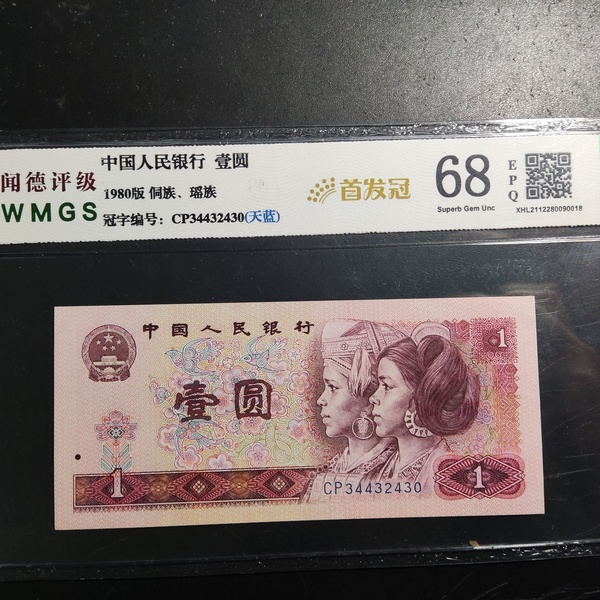 闻德评级
WMGS
中国人民银行 壹圆
1980版 侗族、瑶族
冠字编号：CP34432430(天蓝)
首发冠
68
Superb Gem Unc
EPQ
XHL2112280090018
中国人民银行
1
壹圆
1
CP34432430
1